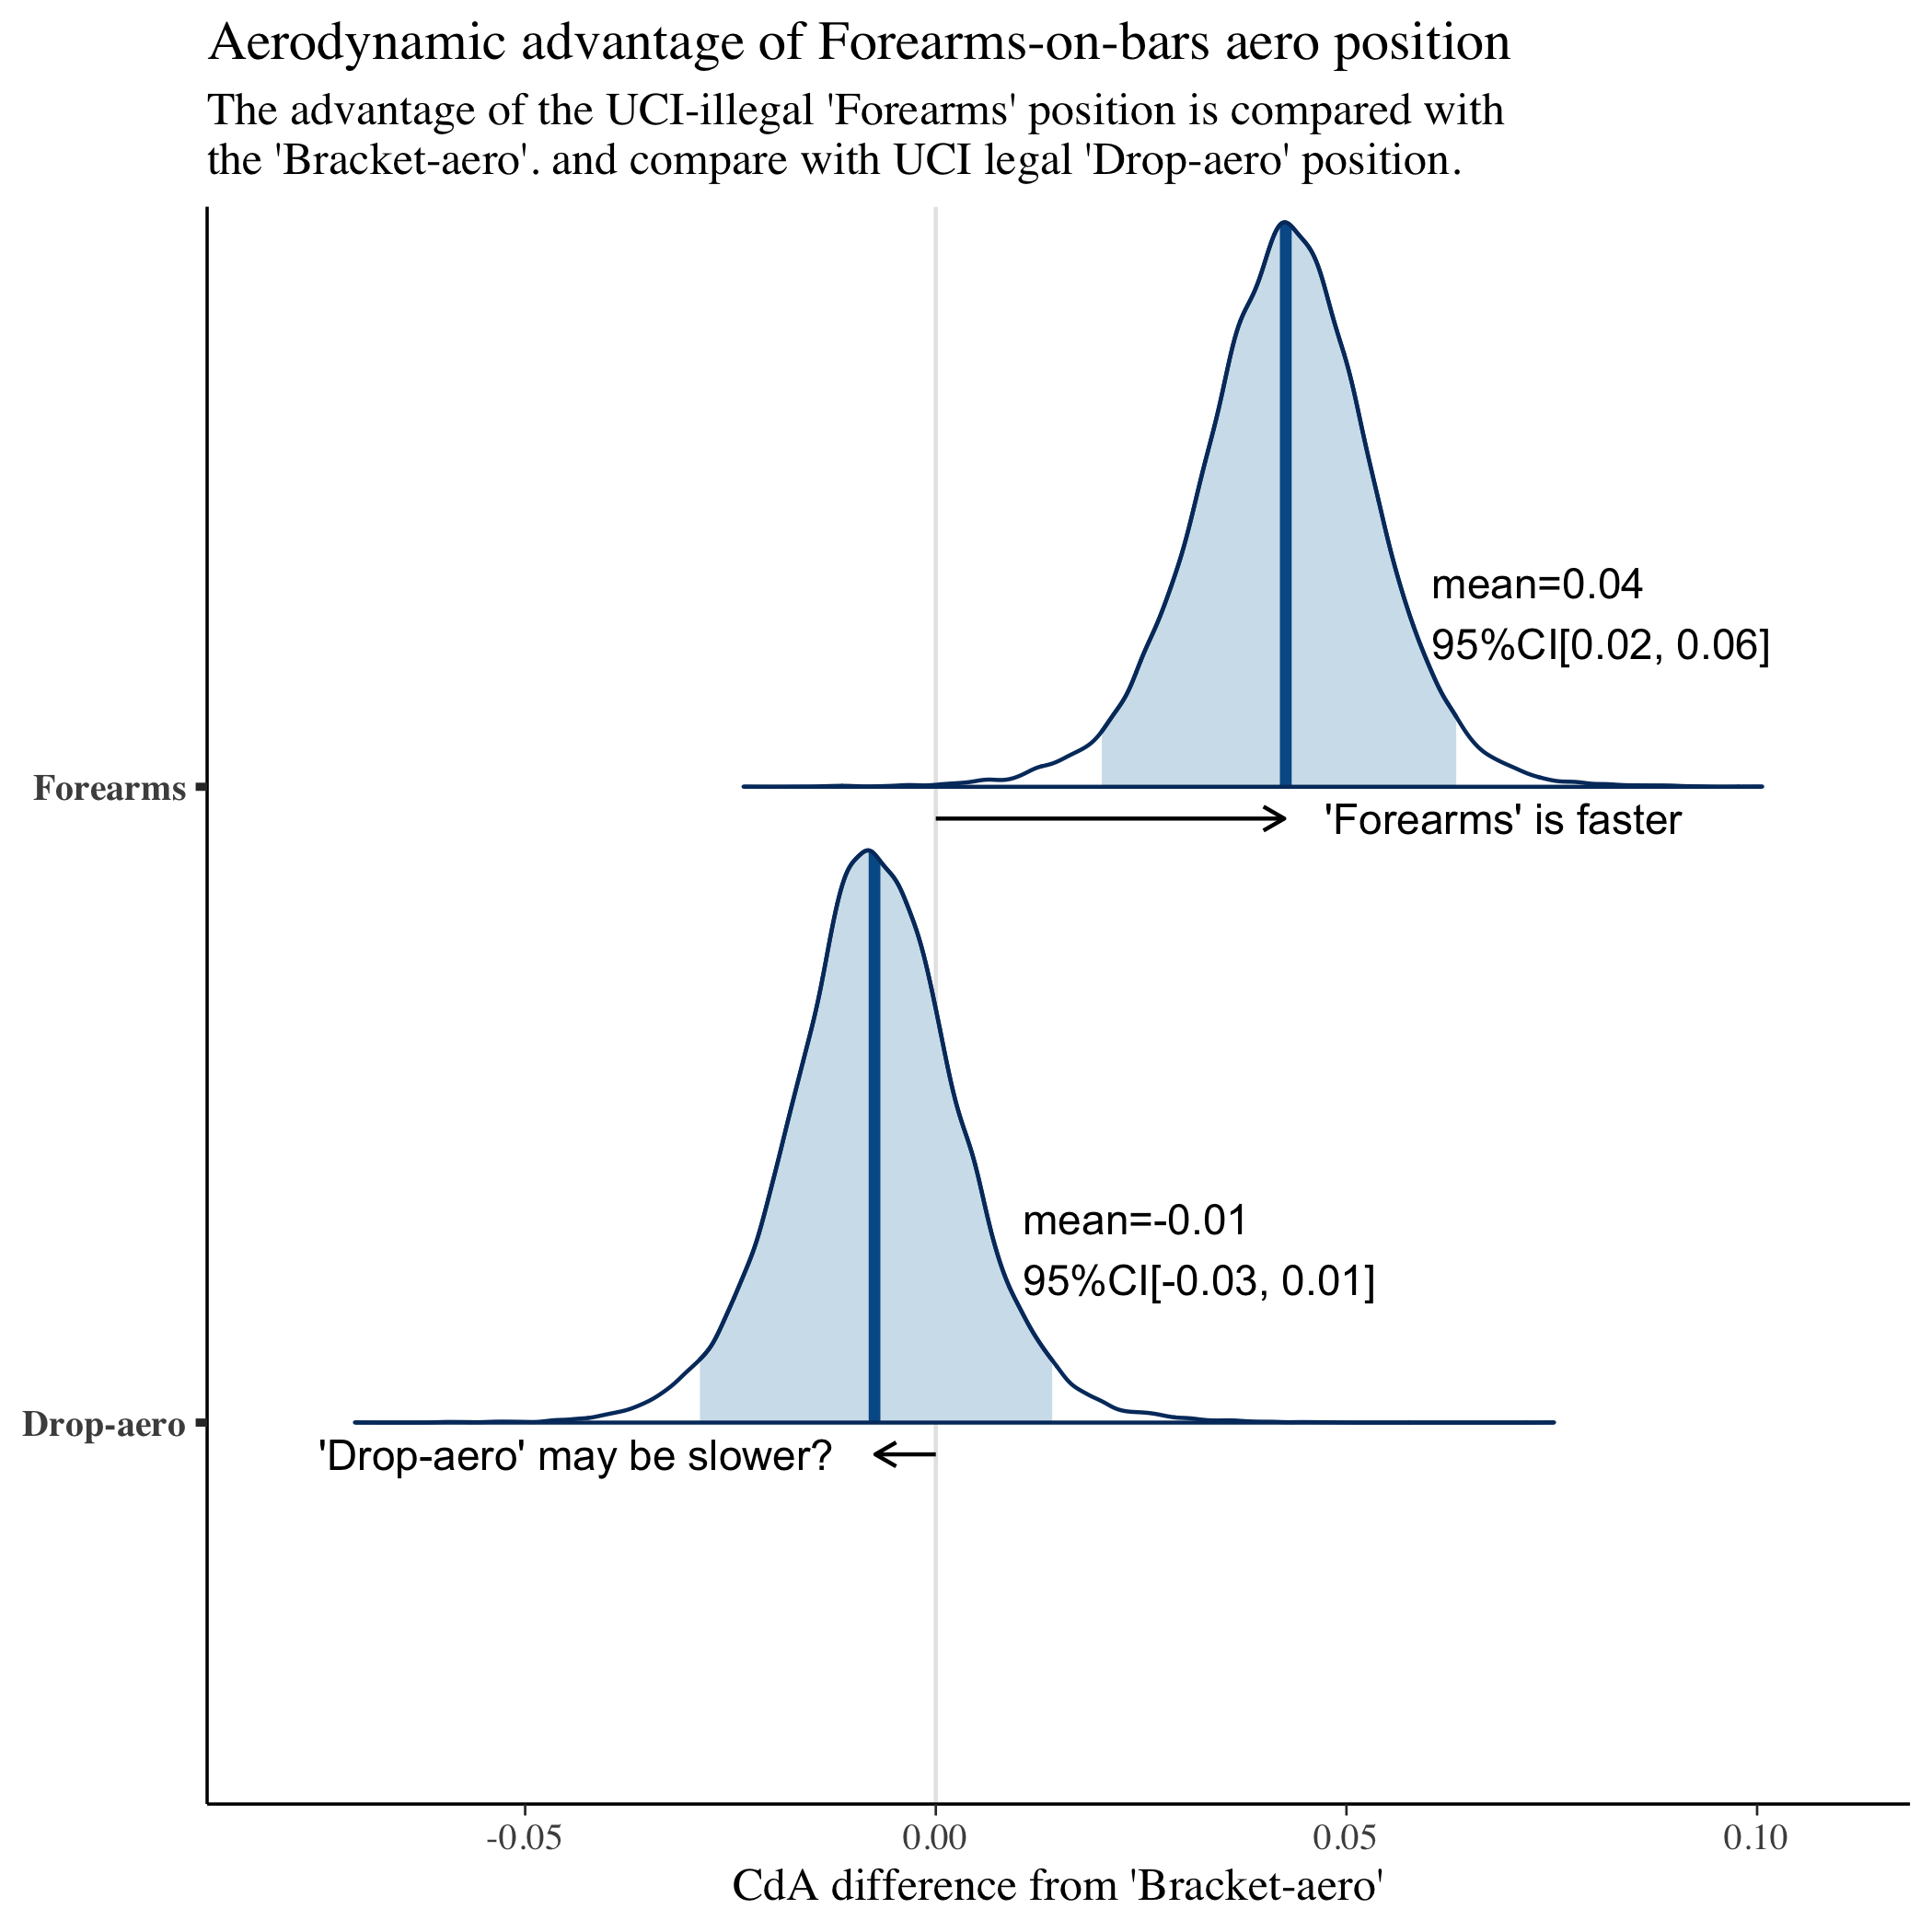 Aerodynamic advantage of Forearms-on-bars aero position
The advantage of the UCI-illegal 'Forearms' position is compared with
the 'Bracket-aero'. and compare with UCI legal 'Drop-aero' position.
mean=0.04
95%CI[0.02, 0.06]
Forearms
'Forearms' is faster
mean=-0.01
95%CI[-0.03, 0.01]
Drop-aero
'Drop-aero' may be slower?
-0.05 0.00 0.05 0.10
CdA difference from 'Bracket-aero'